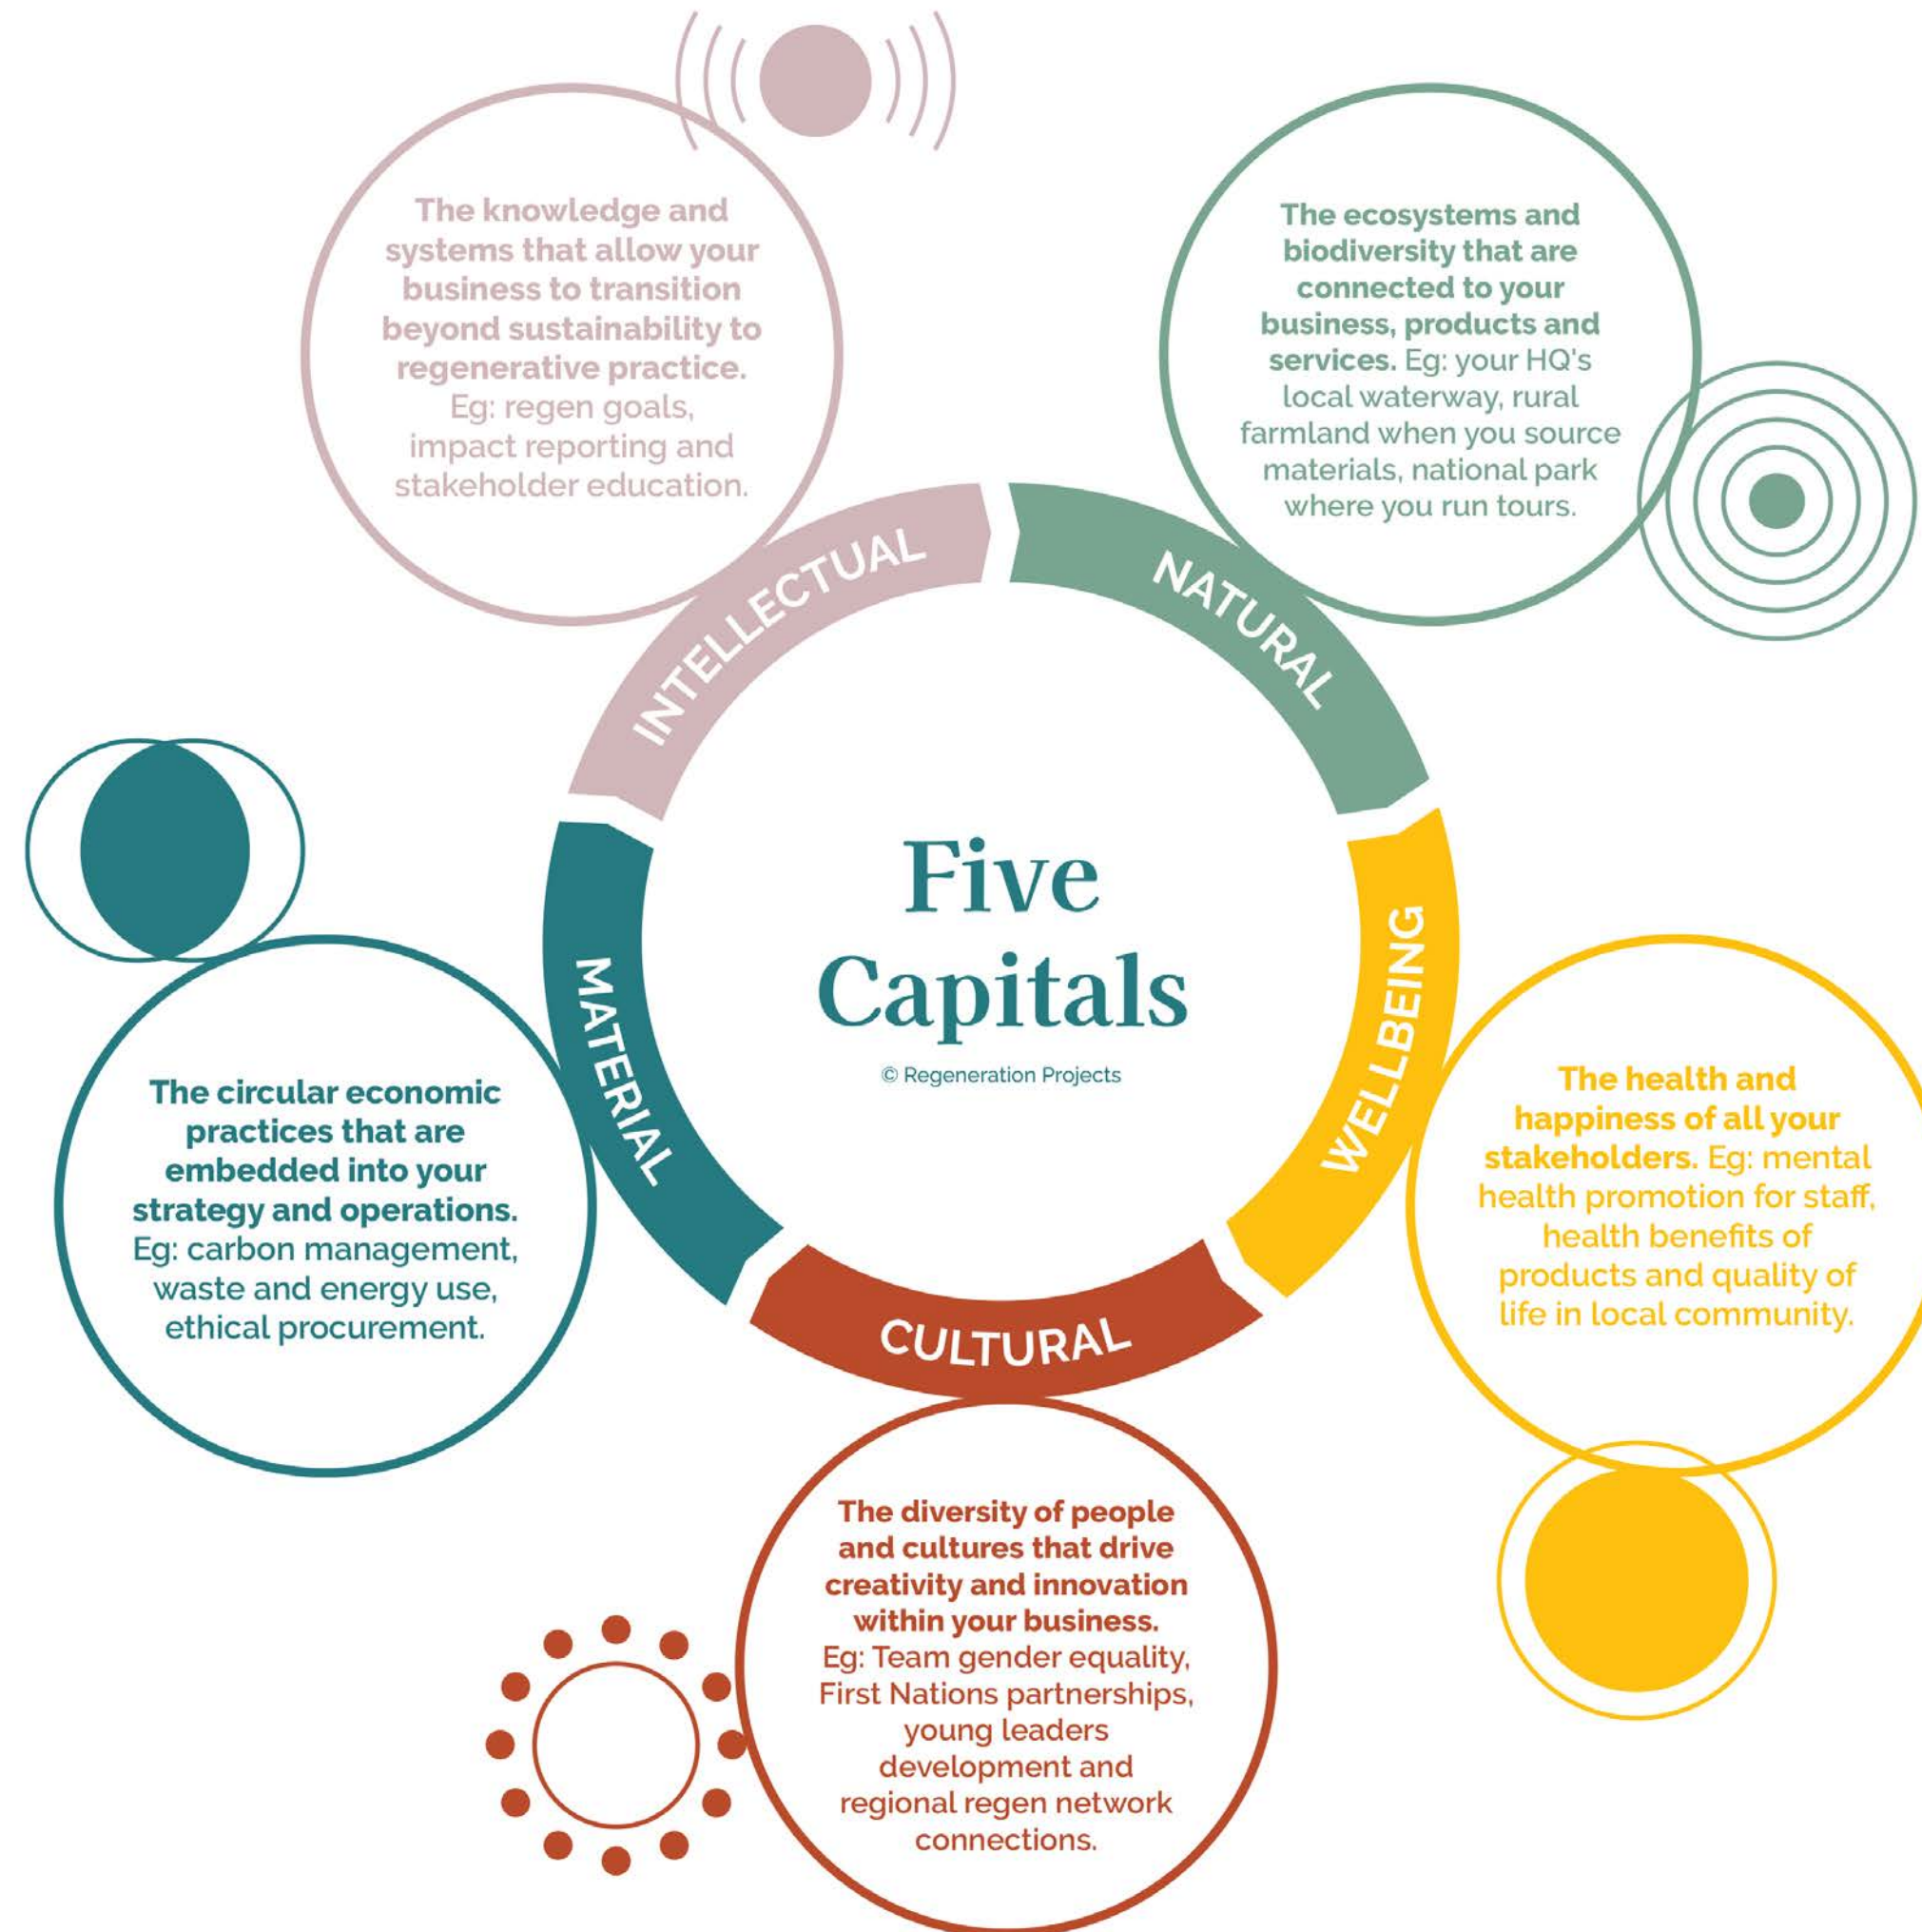 The knowledge and
systems that allow your
business to transition
beyond sustainability to
regenerative practice.
Eg: regen goals,
impact reporting and
stakeholder education.
The ecosystems and
biodiversity that are
connected to your
business, products and
services. Eg: your HQ's
local waterway, rural
farmland when you source
materials, national park
where you run tours.
INTELLECTUAL
NATURAL
Five
Capitals
© Regeneration Projects
MATERIAL
WELLBEING
The circular economic
practices that are
embedded into your
strategy and operations.
Eg: carbon management,
waste and energy use,
ethical procurement.
The health and
happiness of all your
stakeholders. Eg: mental
health promotion for staff,
health benefits of
products and quality of
life in local community.
CULTURAL
The diversity of people
and cultures that drive
creativity and innovation
within your business.
Eg: Team gender equality,
First Nations partnerships,
young leaders
development and
regional regen network
connections.